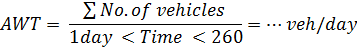 AWT = ∑ No. of vehicles / 1day < Time < 260 = ⋯ veh/day